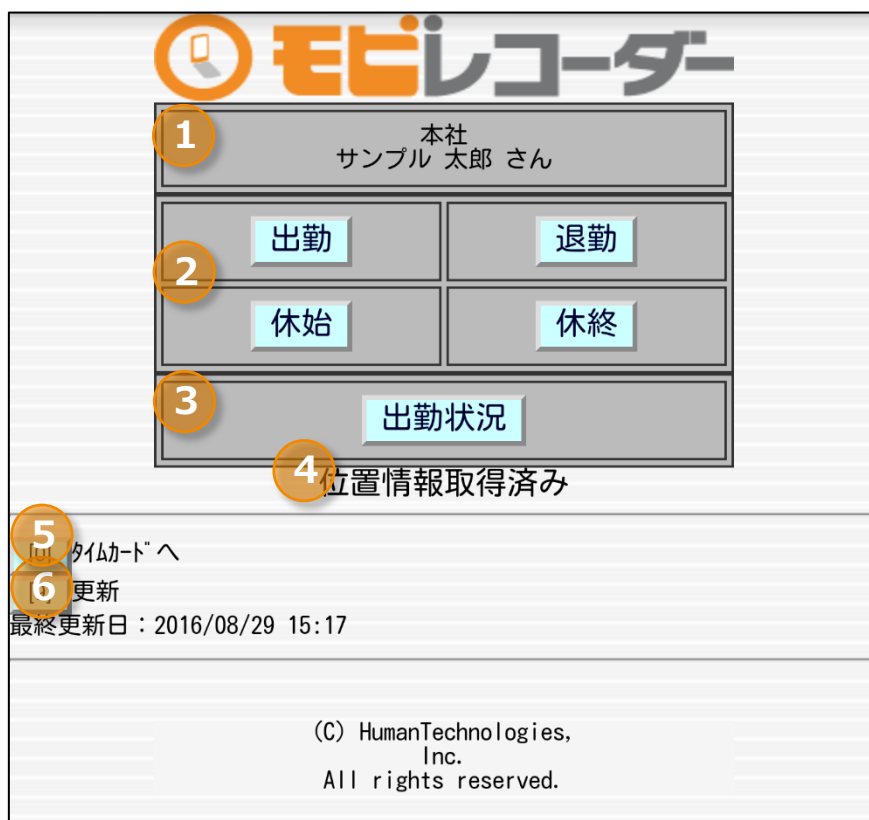 モビレコーダー
1
本社
サンプル 太郎 さん
出勤 退勤
2
休始 休終
3
出勤状況
4
位置情報取得済み
5
ﾀｲﾑｶｰﾄﾞへ
6
更新
最終更新日：2016/08/29 15:17
(C) HumanTechnologies,
Inc.
All rights reserved.